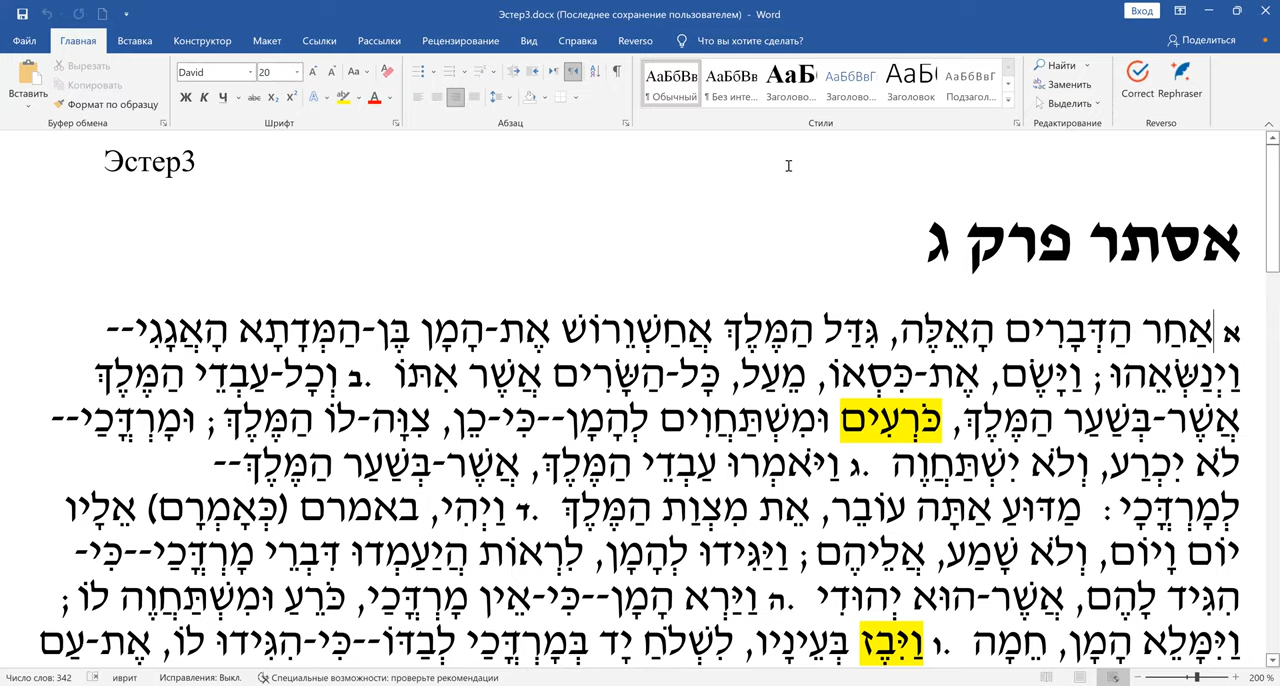 Эстер3.docx (Последнее сохранение пользователем) - Word
Вход
Файл Главная Вставка Конструктор Макет Ссылки Рассылки Рецензирование Вид Справка Reverso Что вы хотите сделать? Поделиться
Вставить
Вырезать
Копировать
Формат по образцу
Буфер обмена
David 20
Ж К Ч abc X₂ X²
Шрифт
Абзац
АаБбВв АаБбВв АаБ АаБбВвГ АаБ АаБбВвГ
¶ Обычный ¶ Без инте... Заголово... Заголово... Заголовок Подзагол...
Стили
Найти
Заменить
Выделить
Редактирование
Correct Rephraser
Reverso
Эстер3
אסתר פרק ג
א אַחַר הַדְּבָרִים הָאֵלֶּה, גִּדַּל הַמֶּלֶךְ אֲחַשְׁוֵרוֹשׁ אֶת-הָמָן בֶּן-הַמְּדָתָא הָאֲגָגִי--
וַיְנַשְּׂאֵהוּ; וַיָּשֶׂם, אֶת-כִּסְאוֹ, מֵעַל, כָּל-הַשָּׂרִים אֲשֶׁר אִתּוֹ. ב וְכָל-עַבְדֵי הַמֶּלֶךְ
אֲשֶׁר-בְּשַׁעַר הַמֶּלֶךְ, כֹּרְעִים וּמִשְׁתַּחֲוִים לְהָמָן--כִּי-כֵן, צִוָּה-לוֹ הַמֶּלֶךְ; וּמָרְדֳּכַי--
לֹא יִכְרַע, וְלֹא יִשְׁתַּחֲוֶה. ג וַיֹּאמְרוּ עַבְדֵי הַמֶּלֶךְ, אֲשֶׁר-בְּשַׁעַר הַמֶּלֶךְ--
לְמָרְדֳּכָי: מַדּוּעַ אַתָּה עוֹבֵר, אֵת מִצְוַת הַמֶּלֶךְ. ד וַיְהִי, באמרם (כְּאָמְרָם) אֵלָיו
יוֹם וָיוֹם, וְלֹא שָׁמַע, אֲלֵיהֶם; וַיַּגִּידוּ לְהָמָן, לִרְאוֹת הֲיַעַמְדוּ דִּבְרֵי מָרְדֳּכַי--כִּי-
הִגִּיד לָהֶם, אֲשֶׁר-הוּא יְהוּדִי. ה וַיַּרְא הָמָן--כִּי-אֵין מָרְדֳּכַי, כֹּרֵעַ וּמִשְׁתַּחֲוֶה לוֹ;
וַיִּמָּלֵא הָמָן, חֵמָה. ו וַיִּבֶז בְּעֵינָיו, לִשְׁלֹחַ יָד בְּמָרְדֳּכַי לְבַדּוֹ--כִּי-הִגִּידוּ לוֹ, אֶת-עַם
Число слов: 342 иврит Исправления: Выкл. Специальные возможности: проверьте рекомендации 200 %